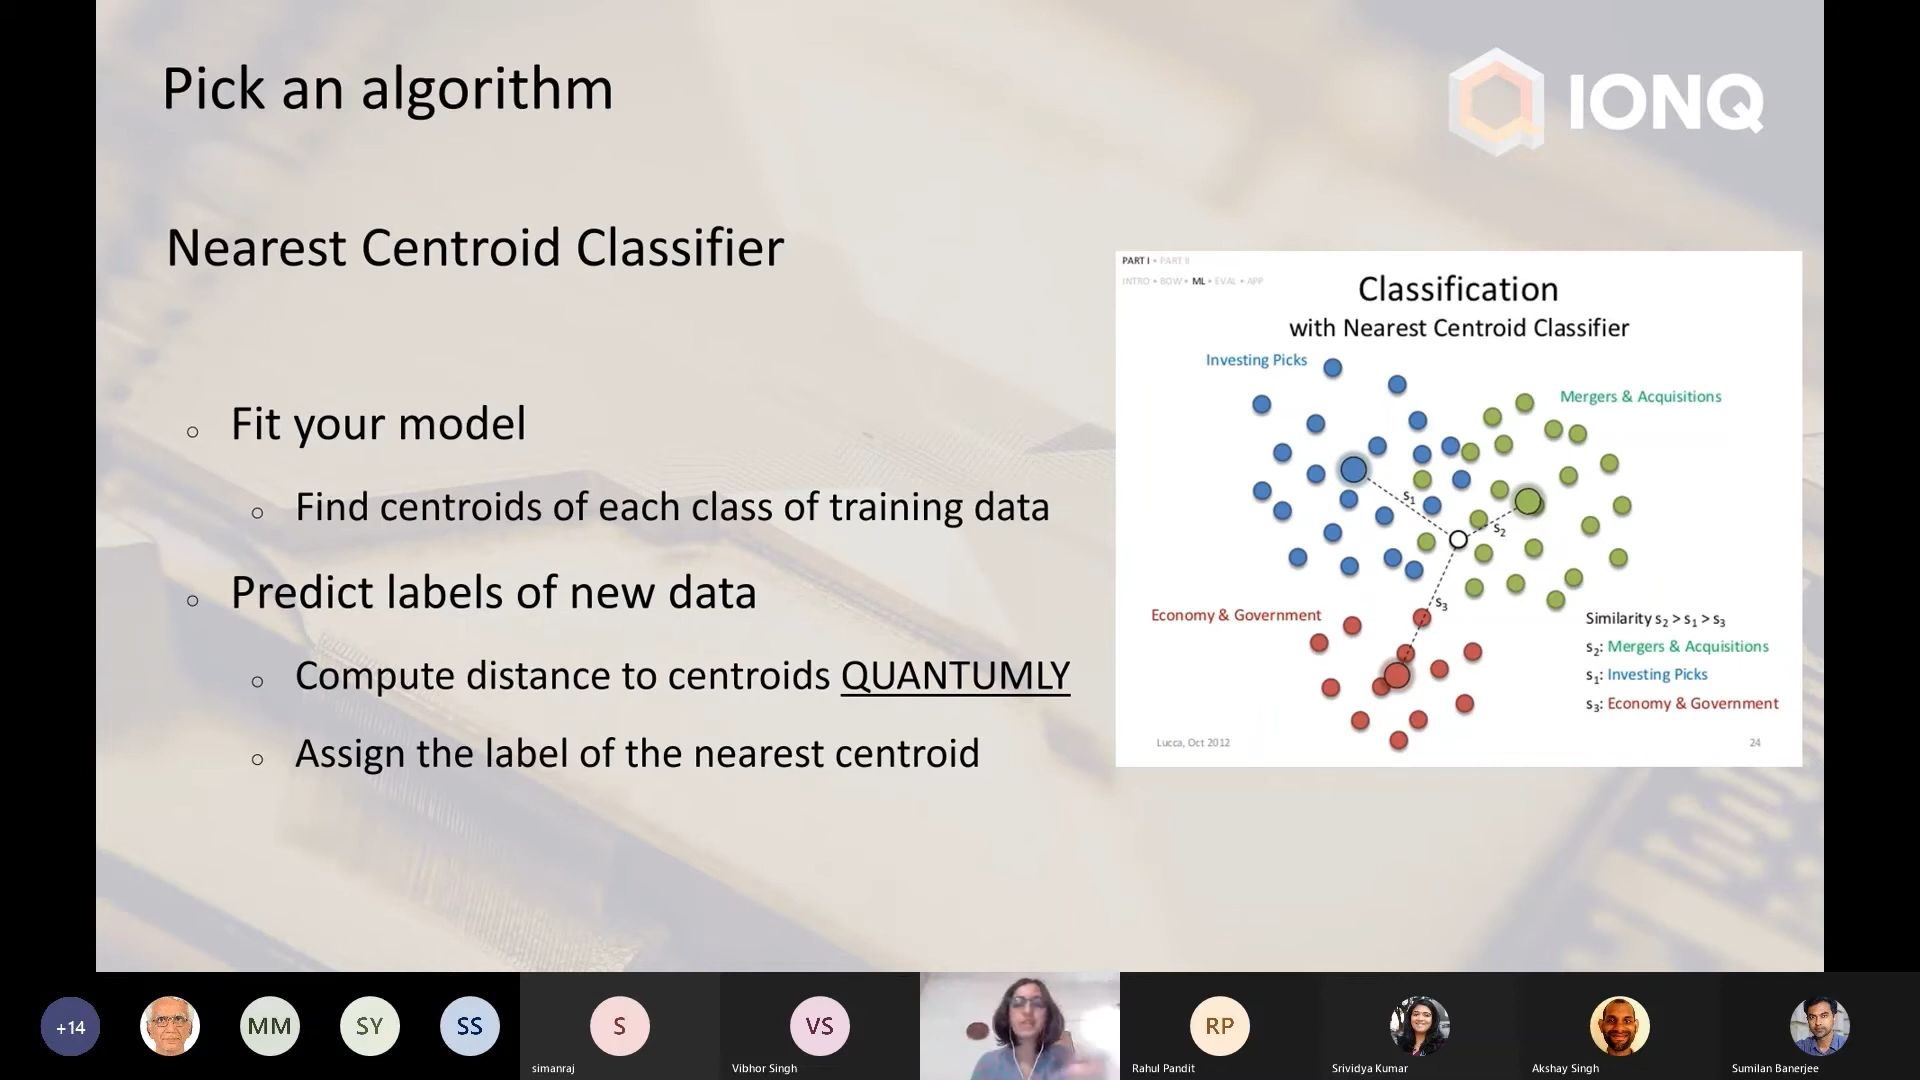 Pick an algorithm
IONQ
Nearest Centroid Classifier
○ Fit your model
○ Find centroids of each class of training data
○ Predict labels of new data
○ Compute distance to centroids QUANTUMLY
○ Assign the label of the nearest centroid
PART I • PART II
INTRO • BOW • ML • EVAL • APP
Classification
with Nearest Centroid Classifier
Investing Picks
Mergers & Acquisitions
s₁
s₂
s₃
Economy & Government
Similarity s₂ > s₁ > s₃
s₂: Mergers & Acquisitions
s₁: Investing Picks
s₃: Economy & Government
Lucca, Oct 2012
24
+14
MM
SY
SS
S
simanraj
VS
Vibhor Singh
RP
Rahul Pandit
Srividya Kumar
Akshay Singh
Sumilan Banerjee